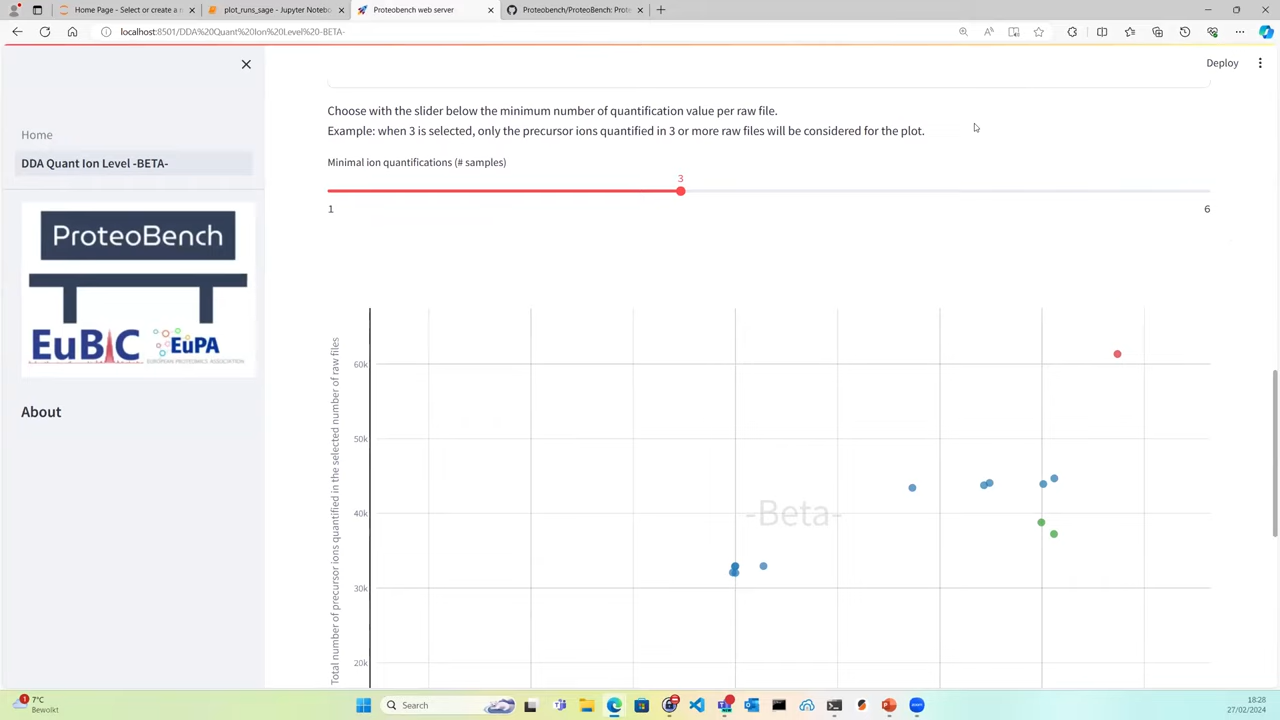 Home Page - Select or create a n
plot_runs_sage - Jupyter Notebo
Proteobench web server
Proteobench/ProteoBench: Prote
localhost:8501/DDA%20Quant%20Ion%20Level%20-BETA-
Deploy
Home
DDA Quant Ion Level -BETA-
ProteoBench
EuBIC
EuPA
EUROPEAN PROTEOMICS ASSOCIATION
About
Choose with the slider below the minimum number of quantification value per raw file.
Example: when 3 is selected, only the precursor ions quantified in 3 or more raw files will be considered for the plot.
Minimal ion quantifications (# samples)
3
1
6
Total number of precursor ions quantified in the selected number of raw files
60k
50k
40k
30k
20k
-Beta-
1
7°C
Bewolkt
Search
18:28
27/02/2024